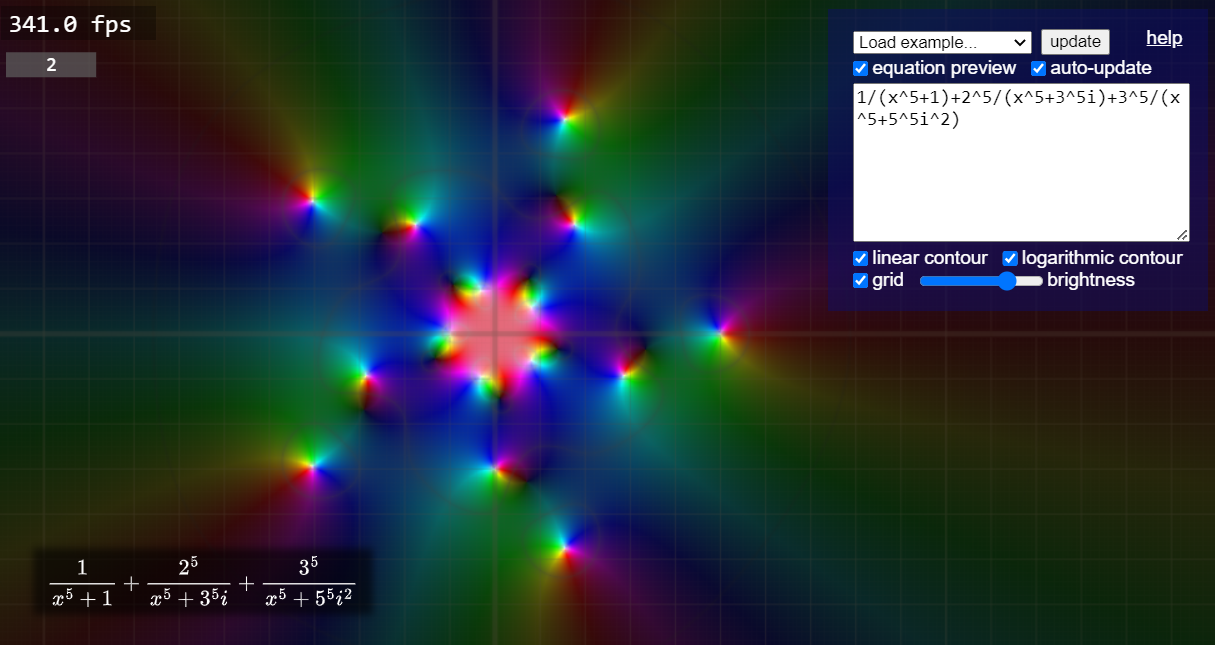 341.0 fps
2
Load example... update help
equation preview auto-update
1/(x^5+1)+2^5/(x^5+3^5i)+3^5/(x
^5+5^5i^2)
linear contour logarithmic contour
grid brightness
\frac{1}{x^5+1}+\frac{2^5}{x^5+3^5i}+\frac{3^5}{x^5+5^5i^2}